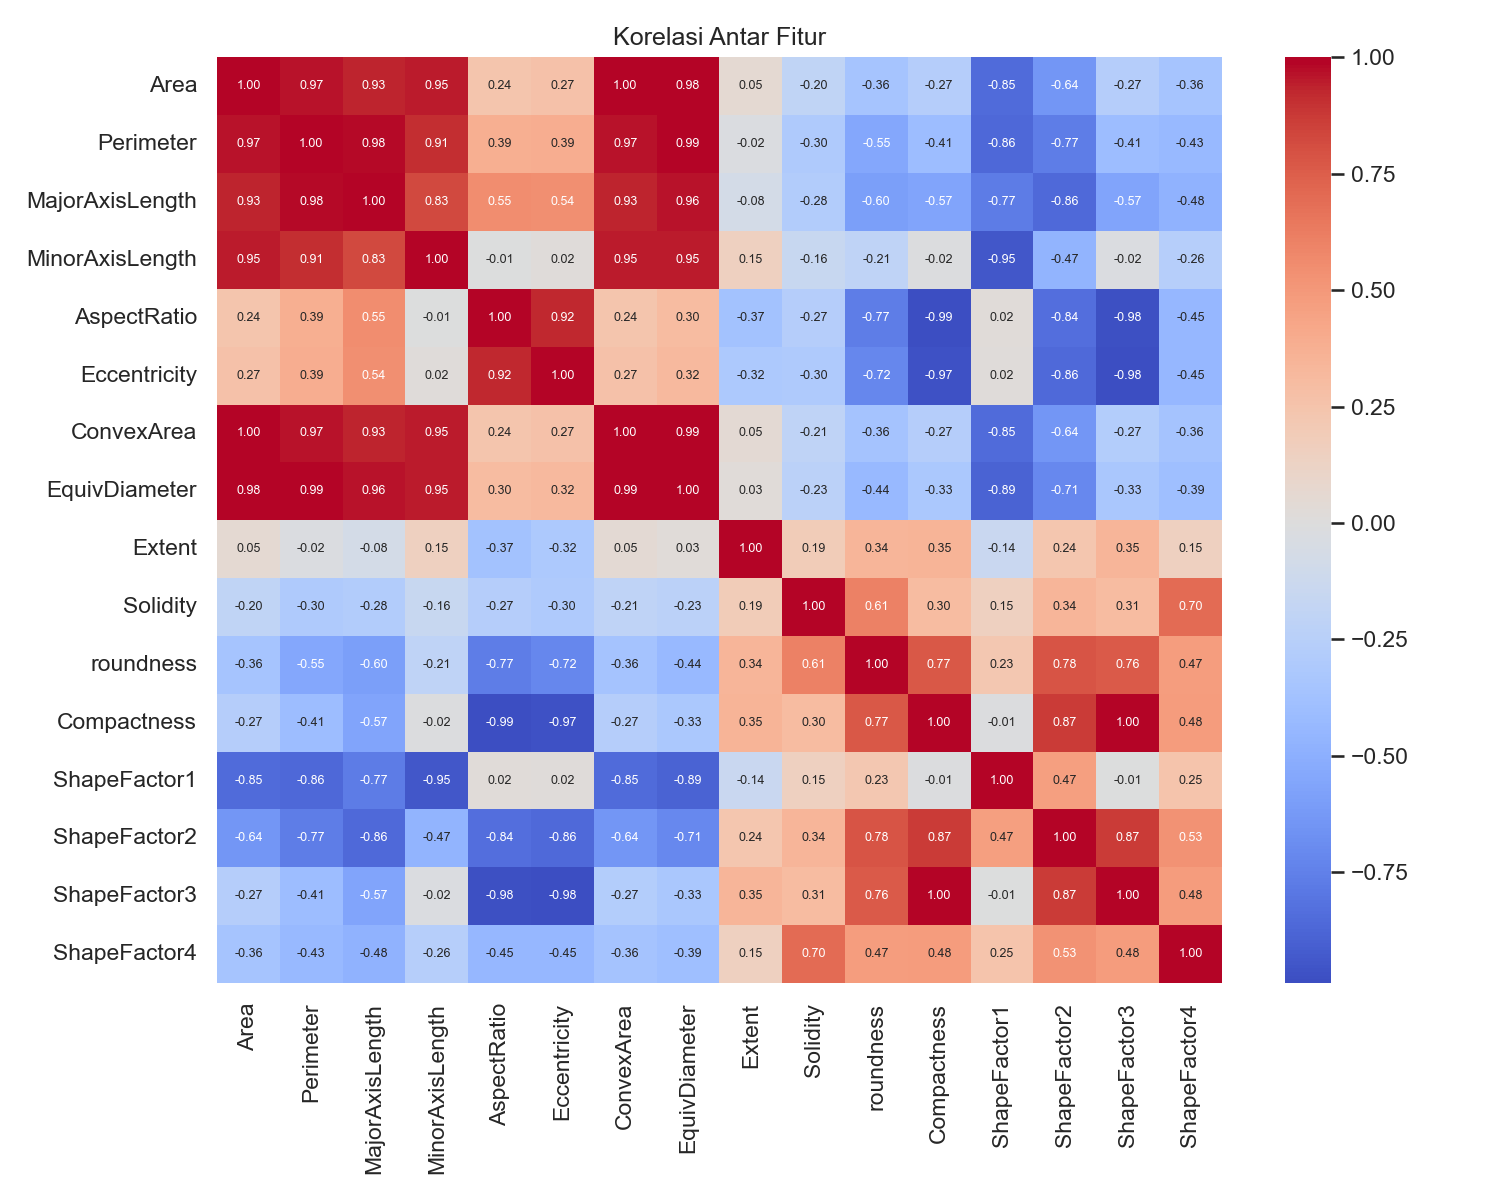 Korelasi Antar Fitur
Area 1.00 0.97 0.93 0.95 0.24 0.27 1.00 0.98 0.05 -0.20 -0.36 -0.27 -0.85 -0.64 -0.27 -0.36
Perimeter 0.97 1.00 0.98 0.91 0.39 0.39 0.97 0.99 -0.02 -0.30 -0.55 -0.41 -0.86 -0.77 -0.41 -0.43
MajorAxisLength 0.93 0.98 1.00 0.83 0.55 0.54 0.93 0.96 -0.08 -0.28 -0.60 -0.57 -0.77 -0.86 -0.57 -0.48
MinorAxisLength 0.95 0.91 0.83 1.00 -0.01 0.02 0.95 0.95 0.15 -0.16 -0.21 -0.02 -0.95 -0.47 -0.02 -0.26
AspectRatio 0.24 0.39 0.55 -0.01 1.00 0.92 0.24 0.30 -0.37 -0.27 -0.77 -0.99 0.02 -0.84 -0.98 -0.45
Eccentricity 0.27 0.39 0.54 0.02 0.92 1.00 0.27 0.32 -0.32 -0.30 -0.72 -0.97 0.02 -0.86 -0.98 -0.45
ConvexArea 1.00 0.97 0.93 0.95 0.24 0.27 1.00 0.99 0.05 -0.21 -0.36 -0.27 -0.85 -0.64 -0.27 -0.36
EquivDiameter 0.98 0.99 0.96 0.95 0.30 0.32 0.99 1.00 0.03 -0.23 -0.44 -0.33 -0.89 -0.71 -0.33 -0.39
Extent 0.05 -0.02 -0.08 0.15 -0.37 -0.32 0.05 0.03 1.00 0.19 0.34 0.35 -0.14 0.24 0.35 0.15
Solidity -0.20 -0.30 -0.28 -0.16 -0.27 -0.30 -0.21 -0.23 0.19 1.00 0.61 0.30 0.15 0.34 0.31 0.70
roundness -0.36 -0.55 -0.60 -0.21 -0.77 -0.72 -0.36 -0.44 0.34 0.61 1.00 0.77 0.23 0.78 0.76 0.47
Compactness -0.27 -0.41 -0.57 -0.02 -0.99 -0.97 -0.27 -0.33 0.35 0.30 0.77 1.00 -0.01 0.87 1.00 0.48
ShapeFactor1 -0.85 -0.86 -0.77 -0.95 0.02 0.02 -0.85 -0.89 -0.14 0.15 0.23 -0.01 1.00 0.47 -0.01 0.25
ShapeFactor2 -0.64 -0.77 -0.86 -0.47 -0.84 -0.86 -0.64 -0.71 0.24 0.34 0.78 0.87 0.47 1.00 0.87 0.53
ShapeFactor3 -0.27 -0.41 -0.57 -0.02 -0.98 -0.98 -0.27 -0.33 0.35 0.31 0.76 1.00 -0.01 0.87 1.00 0.48
ShapeFactor4 -0.36 -0.43 -0.48 -0.26 -0.45 -0.45 -0.36 -0.39 0.15 0.70 0.47 0.48 0.25 0.53 0.48 1.00
Area
Perimeter
MajorAxisLength
MinorAxisLength
AspectRatio
Eccentricity
ConvexArea
EquivDiameter
Extent
Solidity
roundness
Compactness
ShapeFactor1
ShapeFactor2
ShapeFactor3
ShapeFactor4
1.00
0.75
0.50
0.25
0.00
−0.25
−0.50
−0.75